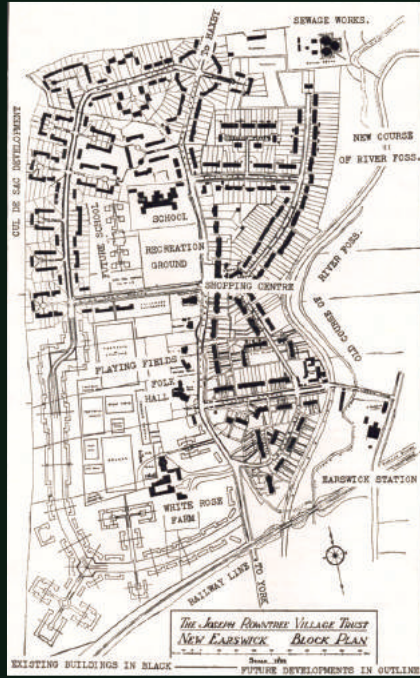 SEWAGE WORKS.
TO HAXBY
NEW COURSE
OF RIVER FOSS.
CUL DE SAC DEVELOPMENT
SCHOOL
FUTURE SCHOOL
RECREATION
GROUND
SHOPPING CENTRE
RIVER FOSS.
OLD COURSE OF
PLAYING FIELDS
FOLK
HALL
EARSWICK STATION
WHITE ROSE
FARM
RAILWAY LINE
TO YORK
THE JOSEPH ROWNTREE VILLAGE TRUST
NEW EARSWICK BLOCK PLAN
EXISTING BUILDINGS IN BLACK
FUTURE DEVELOPMENTS IN OUTLINE